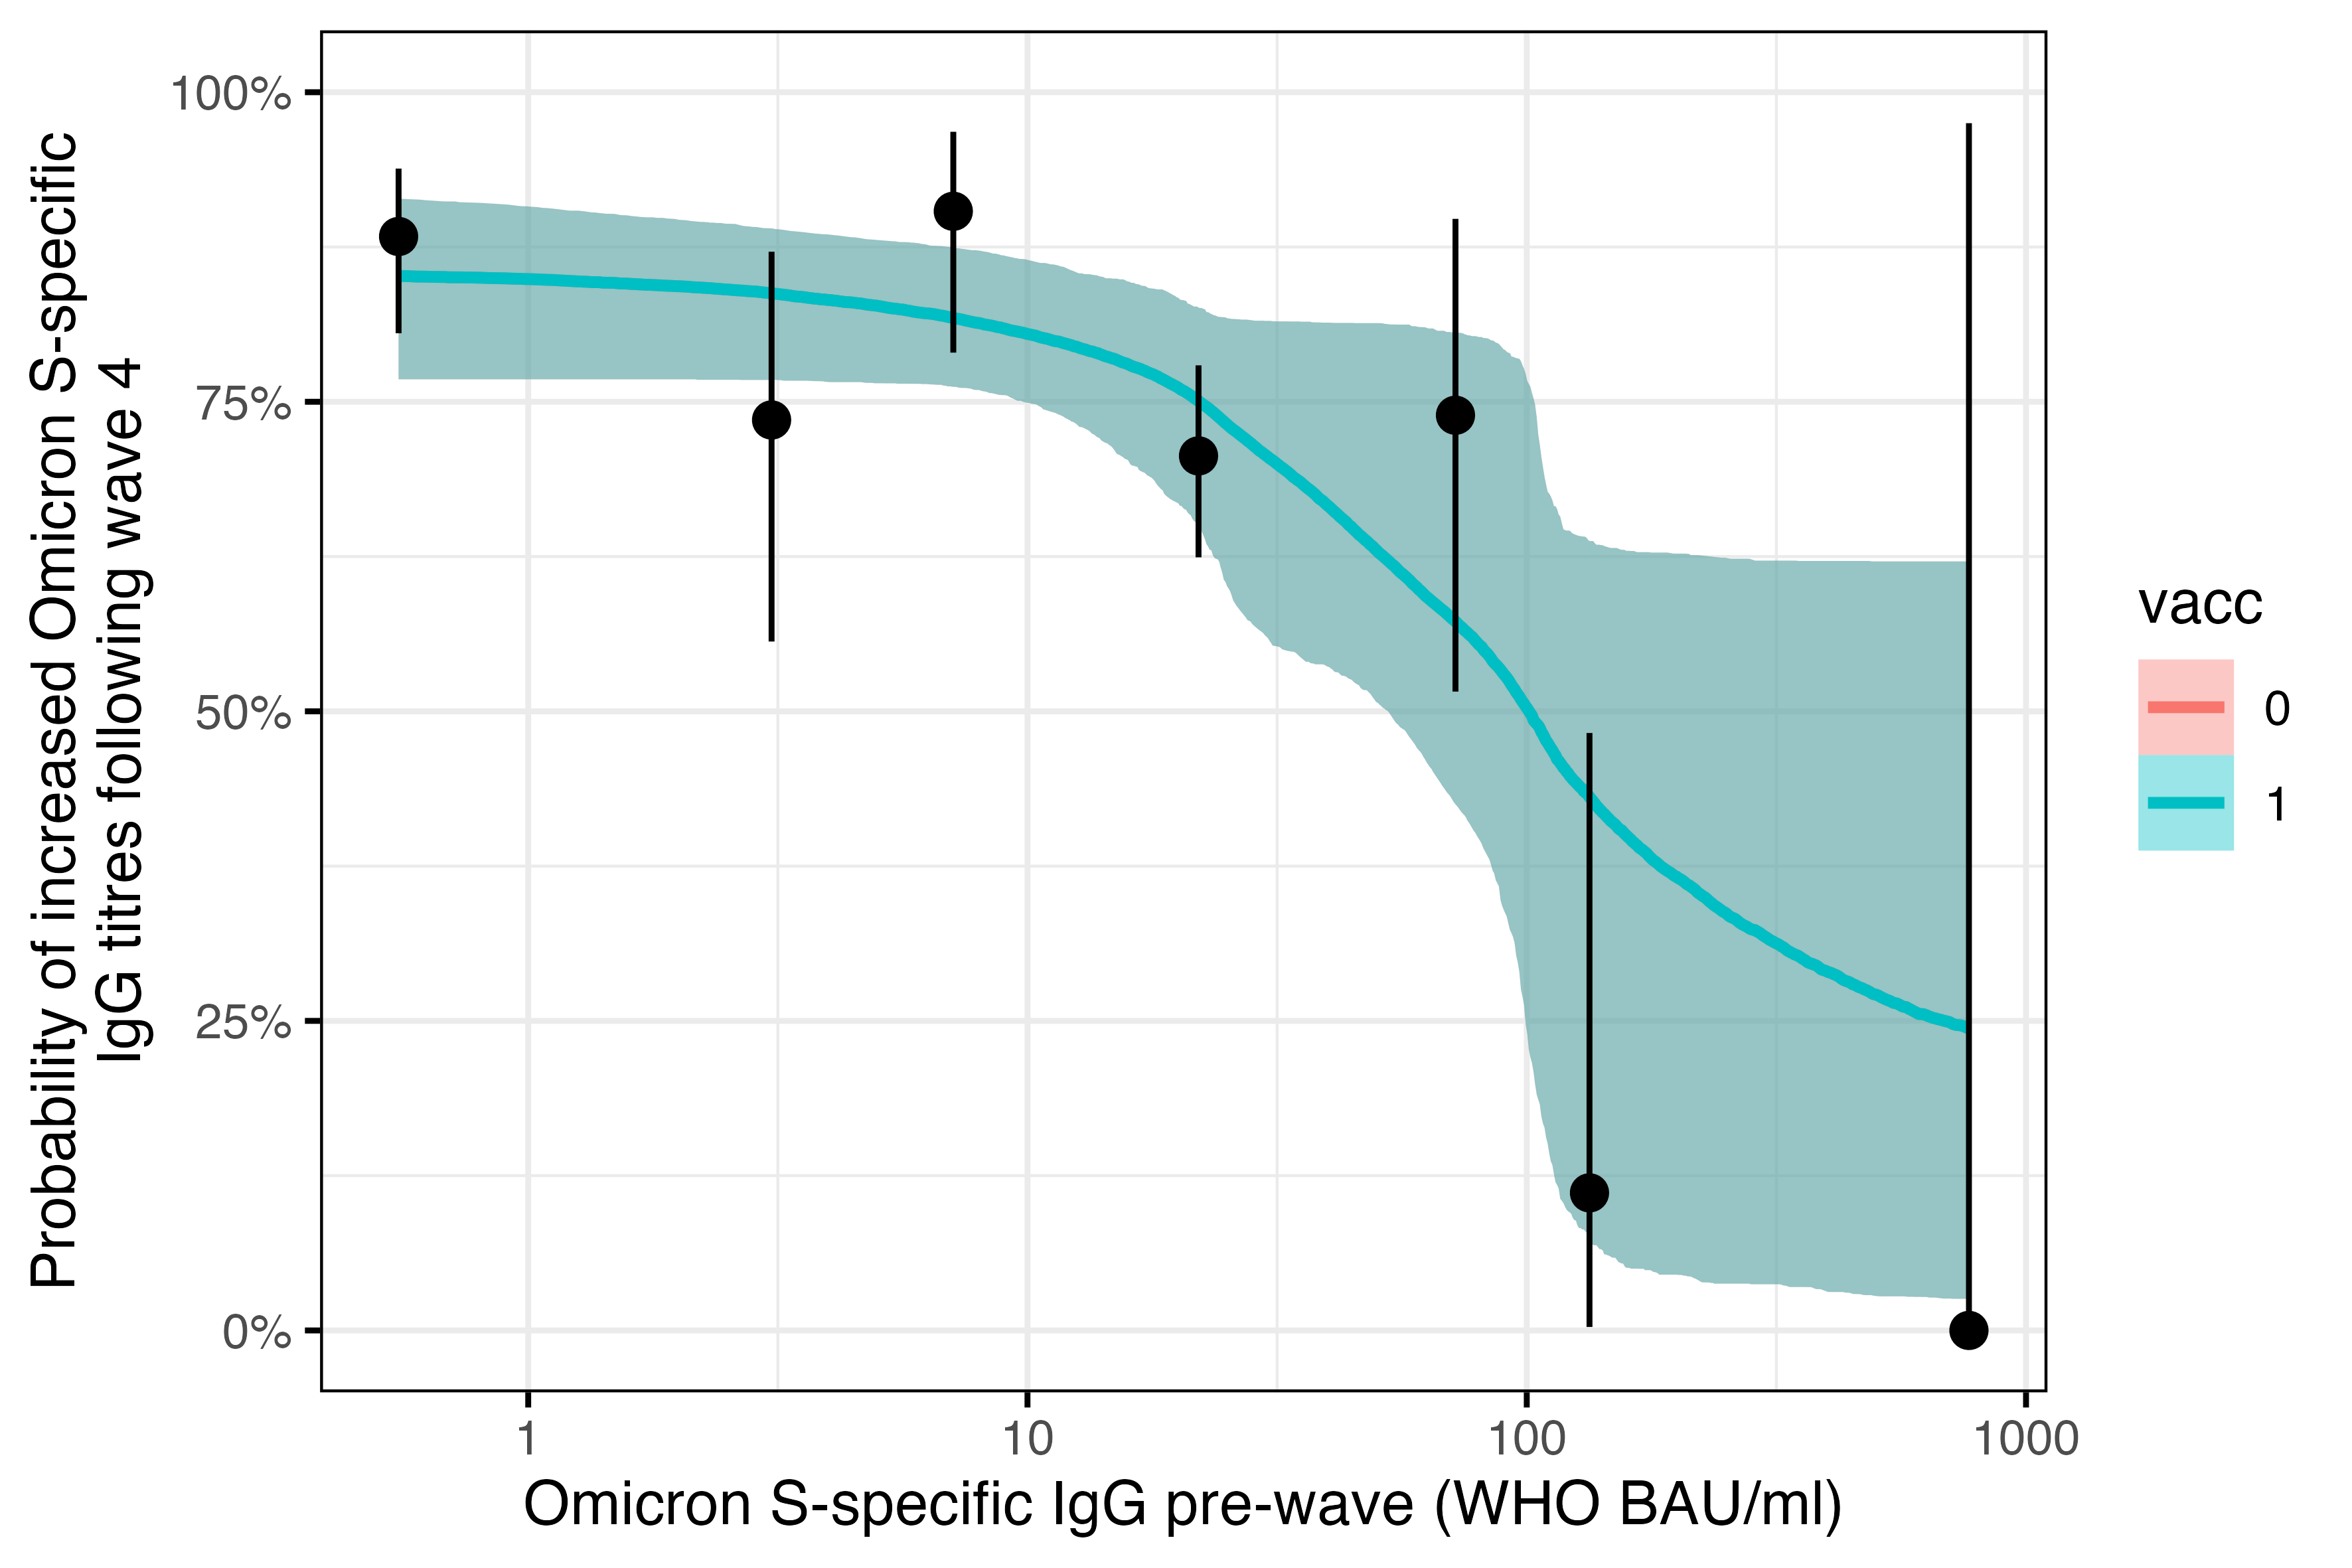 Probability of increased Omicron S-specific
IgG titres following wave 4
100%
75%
50%
25%
0%
1
10
100
1000
Omicron S-specific IgG pre-wave (WHO BAU/ml)
vacc
0
1